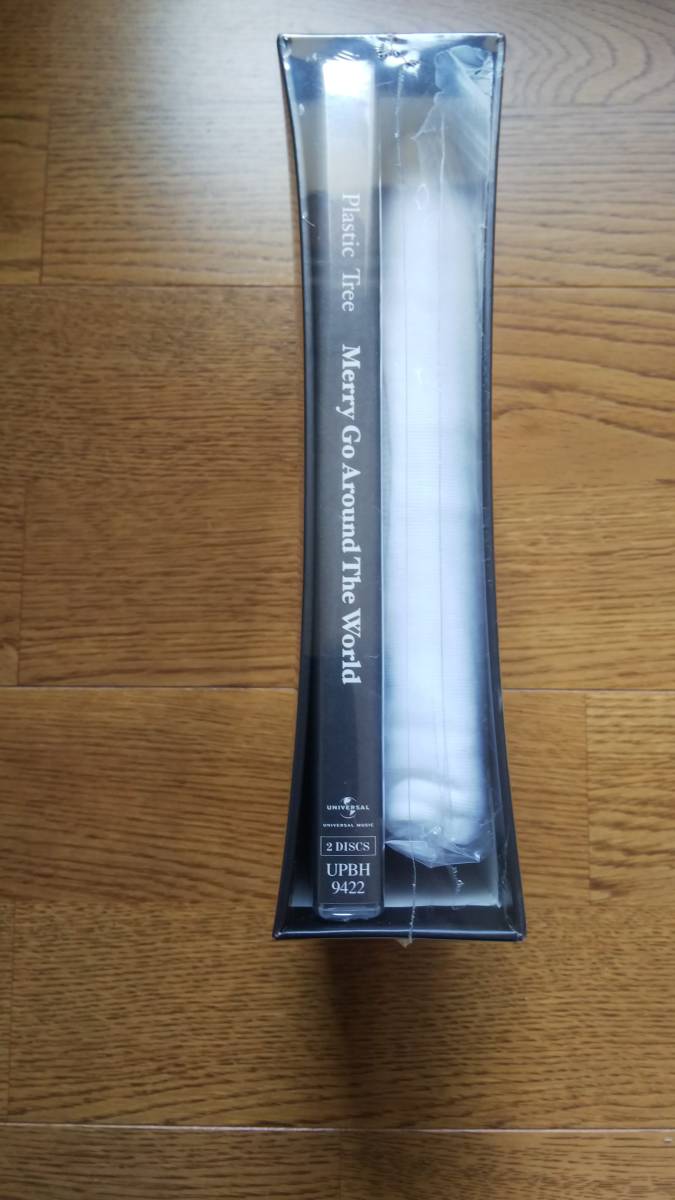 Plastic Tree Merry Go Around The World
UNIVERSAL
UNIVERSAL MUSIC
2 DISCS
UPBH
9422